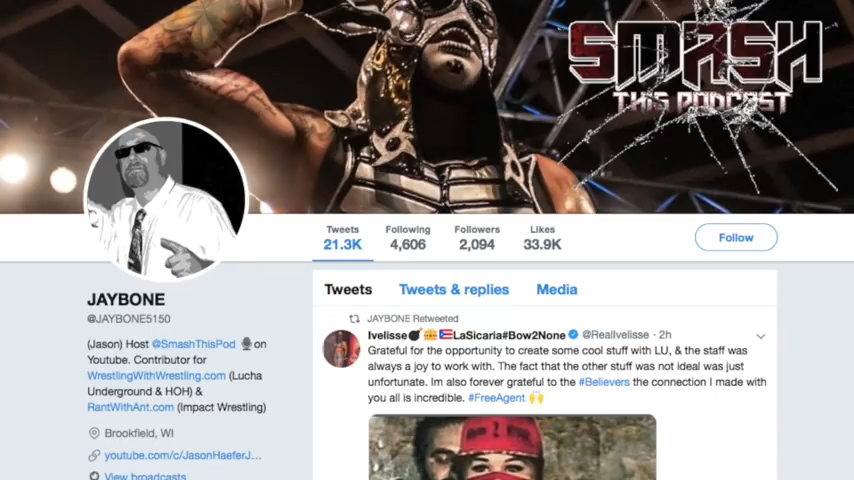 SMASH
THIS PODCAST
Tweets
21.3K
Following
4,606
Followers
2,094
Likes
33.9K
Follow
JAYBONE
@JAYBONE5150
(Jason) Host @SmashThisPod 🎙on
Youtube. Contributor for
WrestlingWithWrestling.com (Lucha
Underground & HOH) &
RantWithAnt.com (Impact Wrestling)
Brookfield, WI
youtube.com/c/JasonHaeferJ...
View broadcasts
Tweets Tweets & replies Media
JAYBONE Retweeted
Ivelisse💣👑🇵🇷LaSicaria#Bow2None @RealIvelisse · 2h
Grateful for the opportunity to create some cool stuff with LU, & the staff was
always a joy to work with. The fact that the other stuff was not ideal was just
unfortunate. Im also forever grateful to the #Believers the connection I made with
you all is incredible. #FreeAgent 🙌